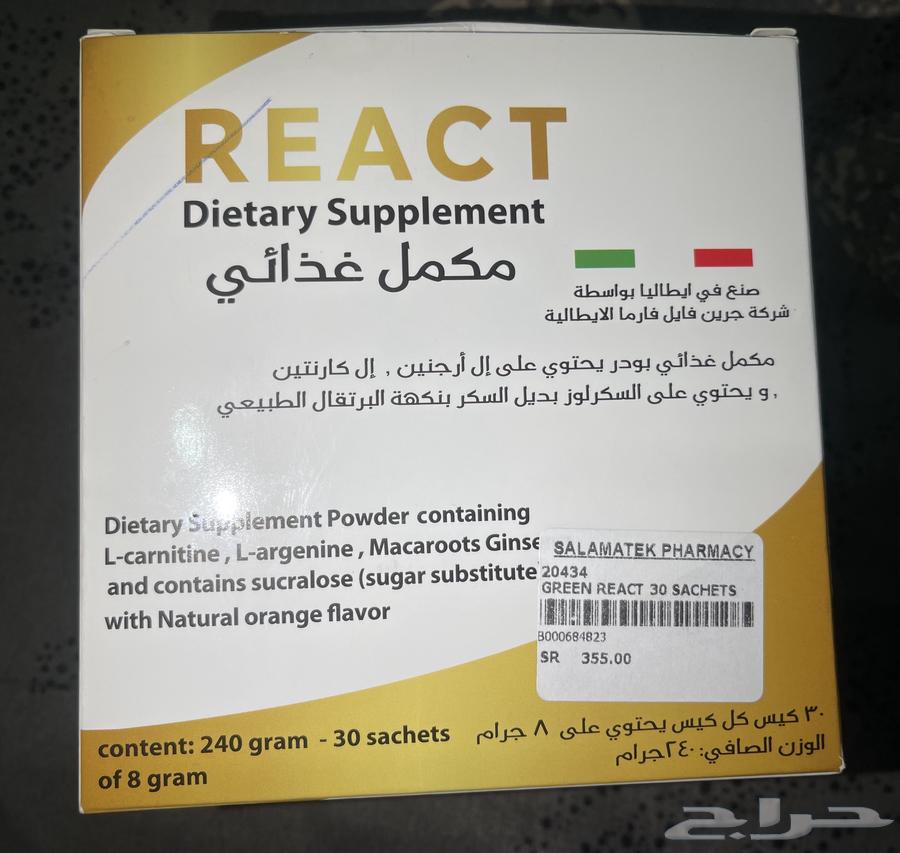 REACT
Dietary Supplement
مكمل غذائي
صنع في ايطاليا بواسطة
شركة جرين فايل فارما الايطالية
مكمل غذائي بودر يحتوي على إل أرجنين , إل كارنتين
, و يحتوي على السكرلوز بديل السكر بنكهة البرتقال الطبيعي
Dietary Supplement Powder containing
L-carnitine , L-argenine , Macaroots Ginse
and contains sucralose (sugar substitute
with Natural orange flavor
SALAMATEK PHARMACY
20434
GREEN REACT 30 SACHETS
B000684823
SR 355.00
content: 240 gram - 30 sachets
of 8 gram
٣٠ كيس كل كيس يحتوي على ٨ جرام
الوزن الصافي: ٢٤٠جرام
حراج